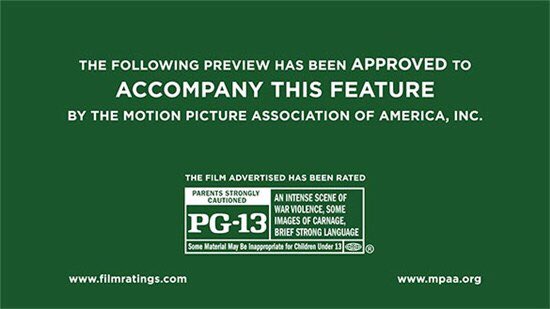 THE FOLLOWING PREVIEW HAS BEEN APPROVED TO
ACCOMPANY THIS FEATURE
BY THE MOTION PICTURE ASSOCIATION OF AMERICA, INC.
THE FILM ADVERTISED HAS BEEN RATED
PARENTS STRONGLY
CAUTIONED
PG-13
AN INTENSE SCENE OF
WAR VIOLENCE, SOME
IMAGES OF CARNAGE,
BRIEF STRONG LANGUAGE
Some Material May Be Inappropriate for Children Under 13
®
www.filmratings.com
www.mpaa.org